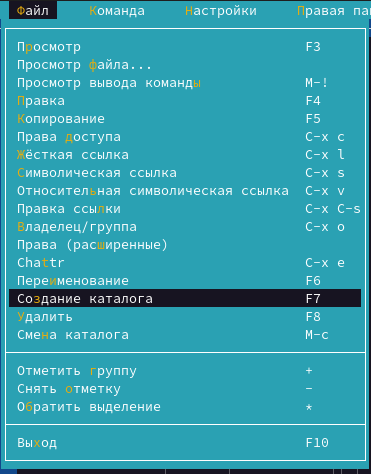 Файл Команда Настройки Правая
Просмотр F3
Просмотр файла...
Просмотр вывода команды M-!
Правка F4
Копирование F5
Права доступа C-x c
Жёсткая ссылка C-x l
Символическая ссылка C-x s
Относительная символическая ссылка C-x v
Правка ссылки C-x C-s
Владелец/группа C-x o
Права (расширенные)
Chattr C-x e
Переименование F6
Создание каталога F7
Удалить F8
Смена каталога M-c
Отметить группу +
Снять отметку -
Обратить выделение *
Выход F10